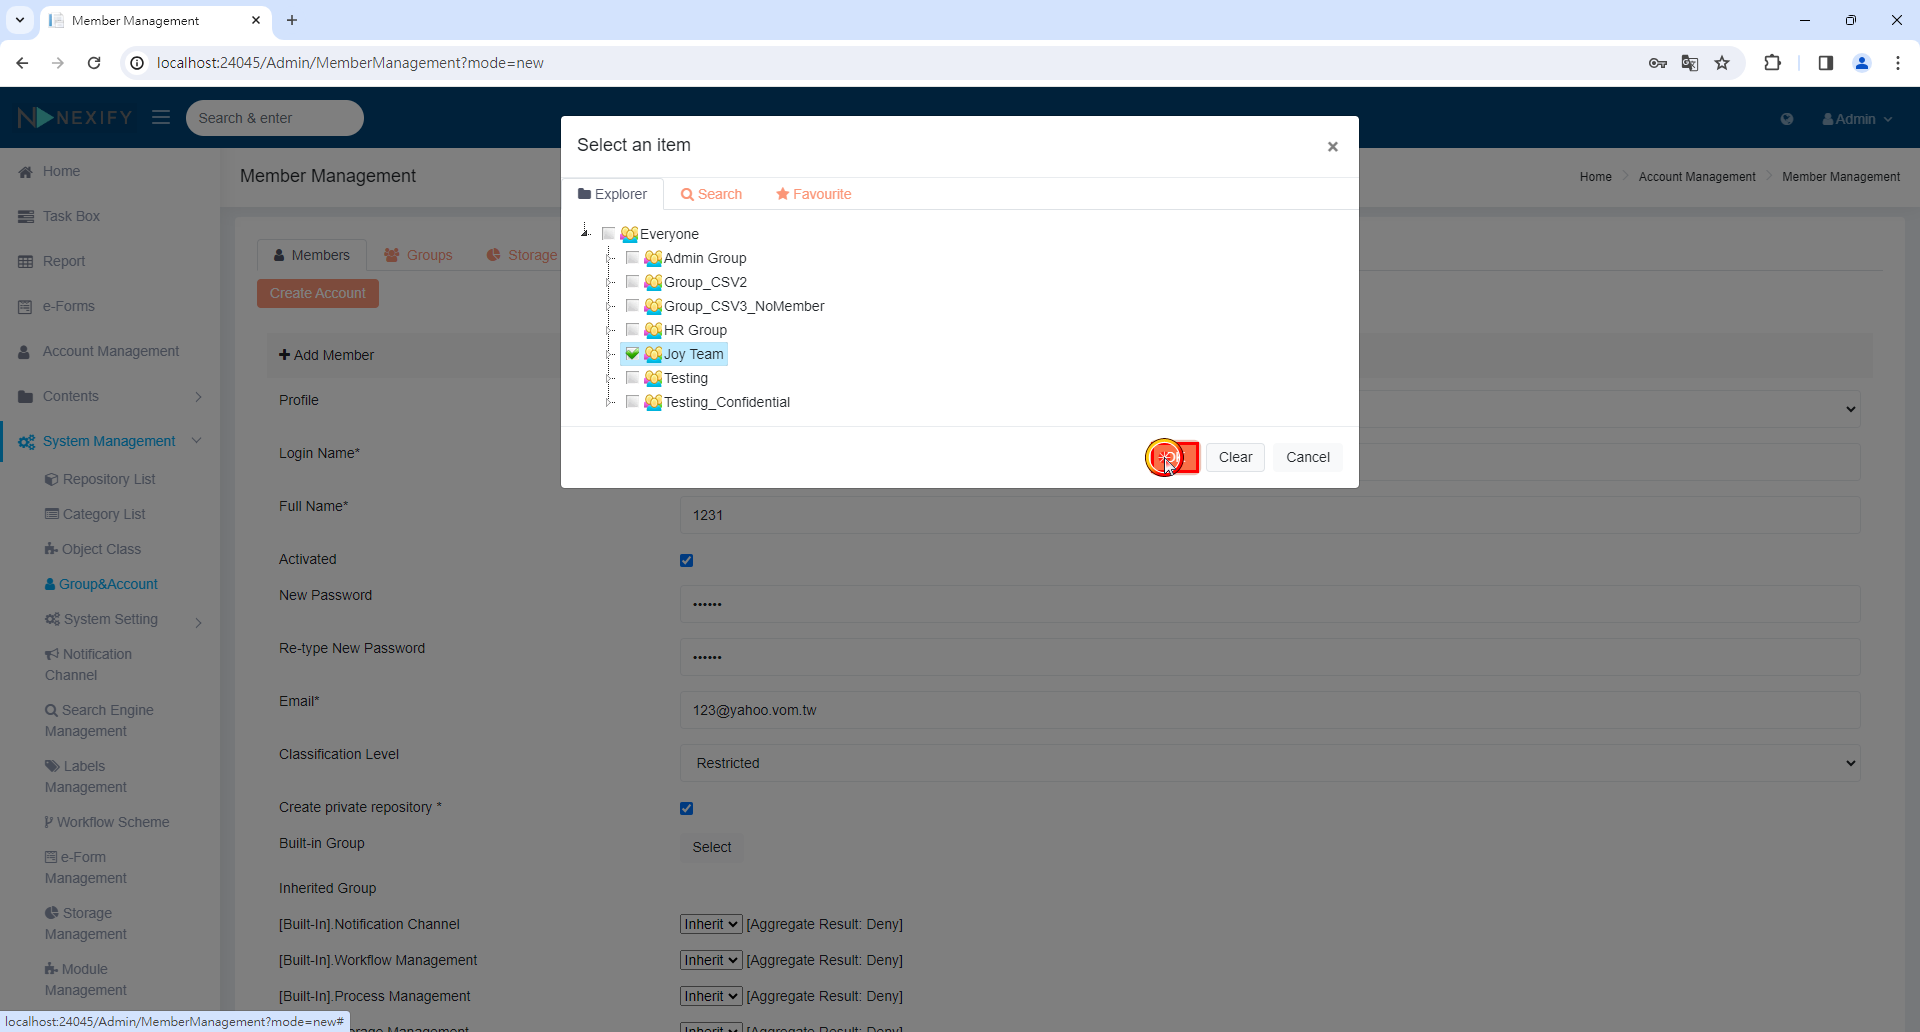 Member Management
localhost:24045/Admin/MemberManagement?mode=new
NEXIFY
Search & enter
Admin
Home
Task Box
Report
e-Forms
Account Management
Contents
System Management
Repository List
Category List
Object Class
Group&Account
System Setting
Notification
Channel
Search Engine
Management
Labels
Management
Workflow Scheme
e-Form
Management
Storage
Management
Module
Management
localhost:24045/Admin/MemberManagement?mode=new#
Member Management
Home
Account Management
Member Management
Members
Groups
Storage
Create Account
Add Member
Profile
Login Name*
Full Name*
1231
Activated
New Password
••••••
Re-type New Password
••••••
Email*
123@yahoo.vom.tw
Classification Level
Restricted
Create private repository *
Built-in Group
Select
Inherited Group
[Built-In].Notification Channel
Inherit [Aggregate Result: Deny]
[Built-In].Workflow Management
Inherit [Aggregate Result: Deny]
[Built-In].Process Management
Inherit [Aggregate Result: Deny]
Management
Inherit [Aggregate Result: Deny]
Select an item
×
Explorer
Search
Favourite
Everyone
Admin Group
Group_CSV2
Group_CSV3_NoMember
HR Group
Joy Team
Testing
Testing_Confidential
Clear
Cancel